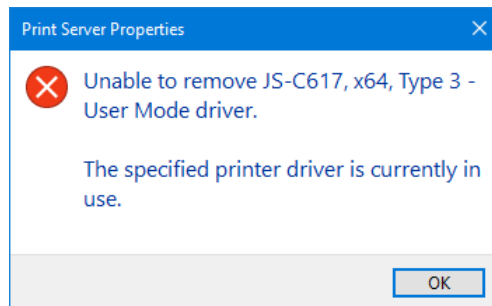 Print Server Properties
Unable to remove JS-C617, x64, Type 3 -
User Mode driver.
The specified printer driver is currently in
use.
OK